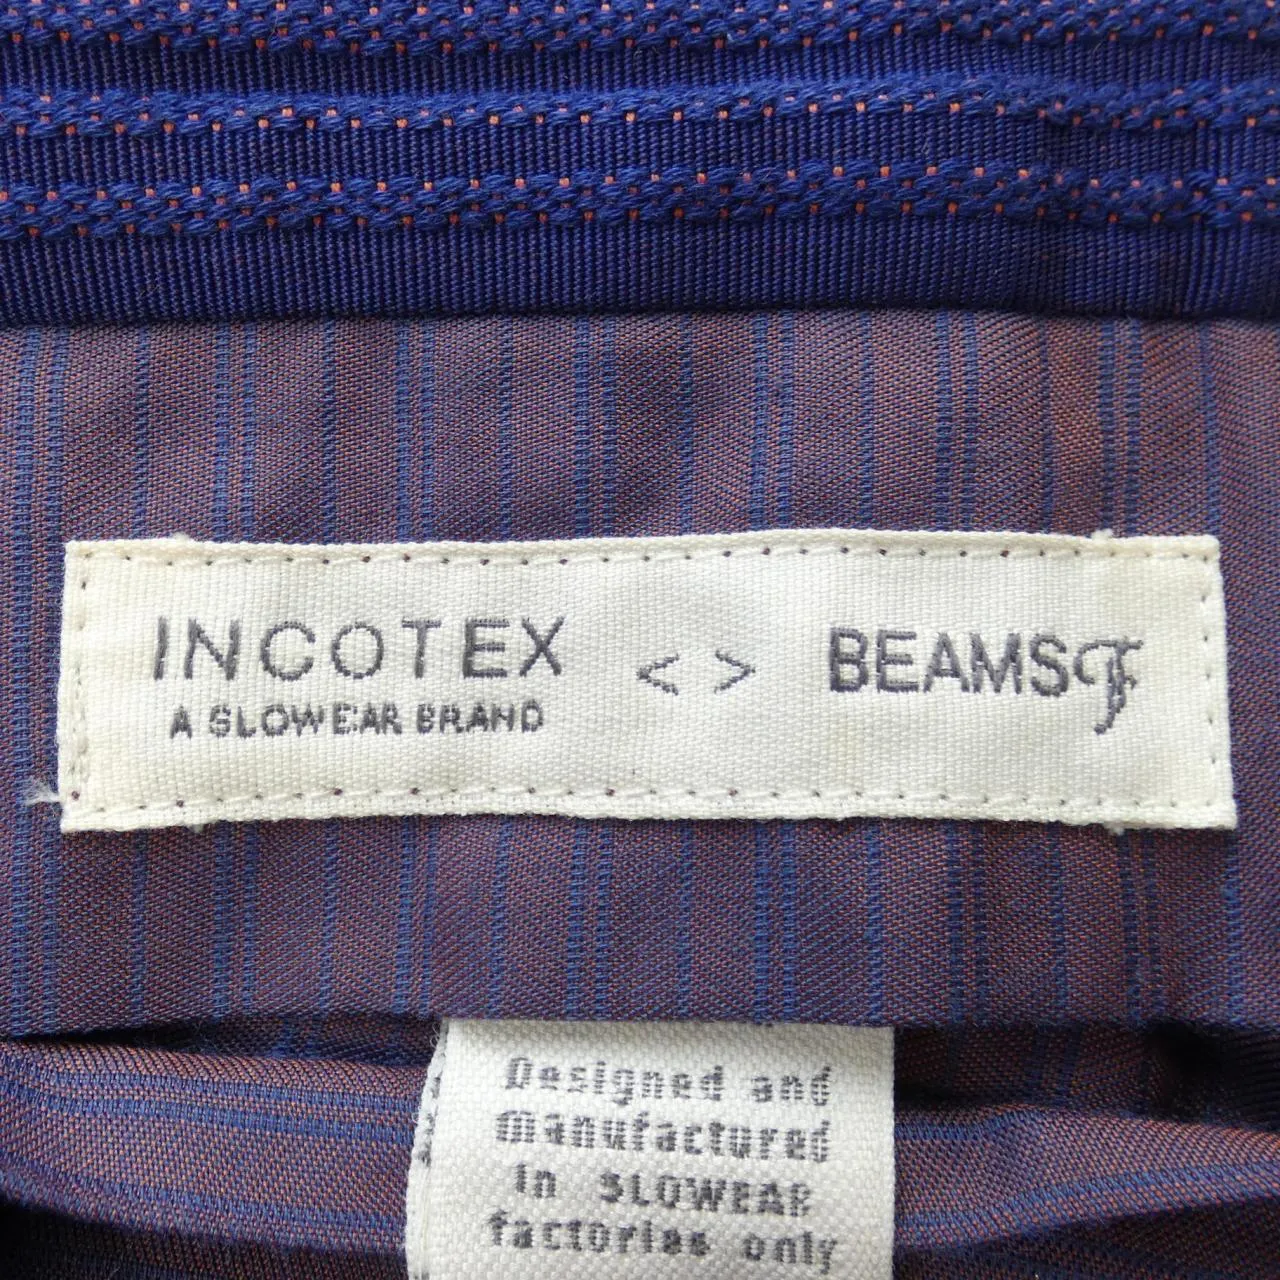 INCOTEX < > BEAMS F
A SLOWEAR BRAND
Designed and
manufactured
in SLOWEAR
factories only